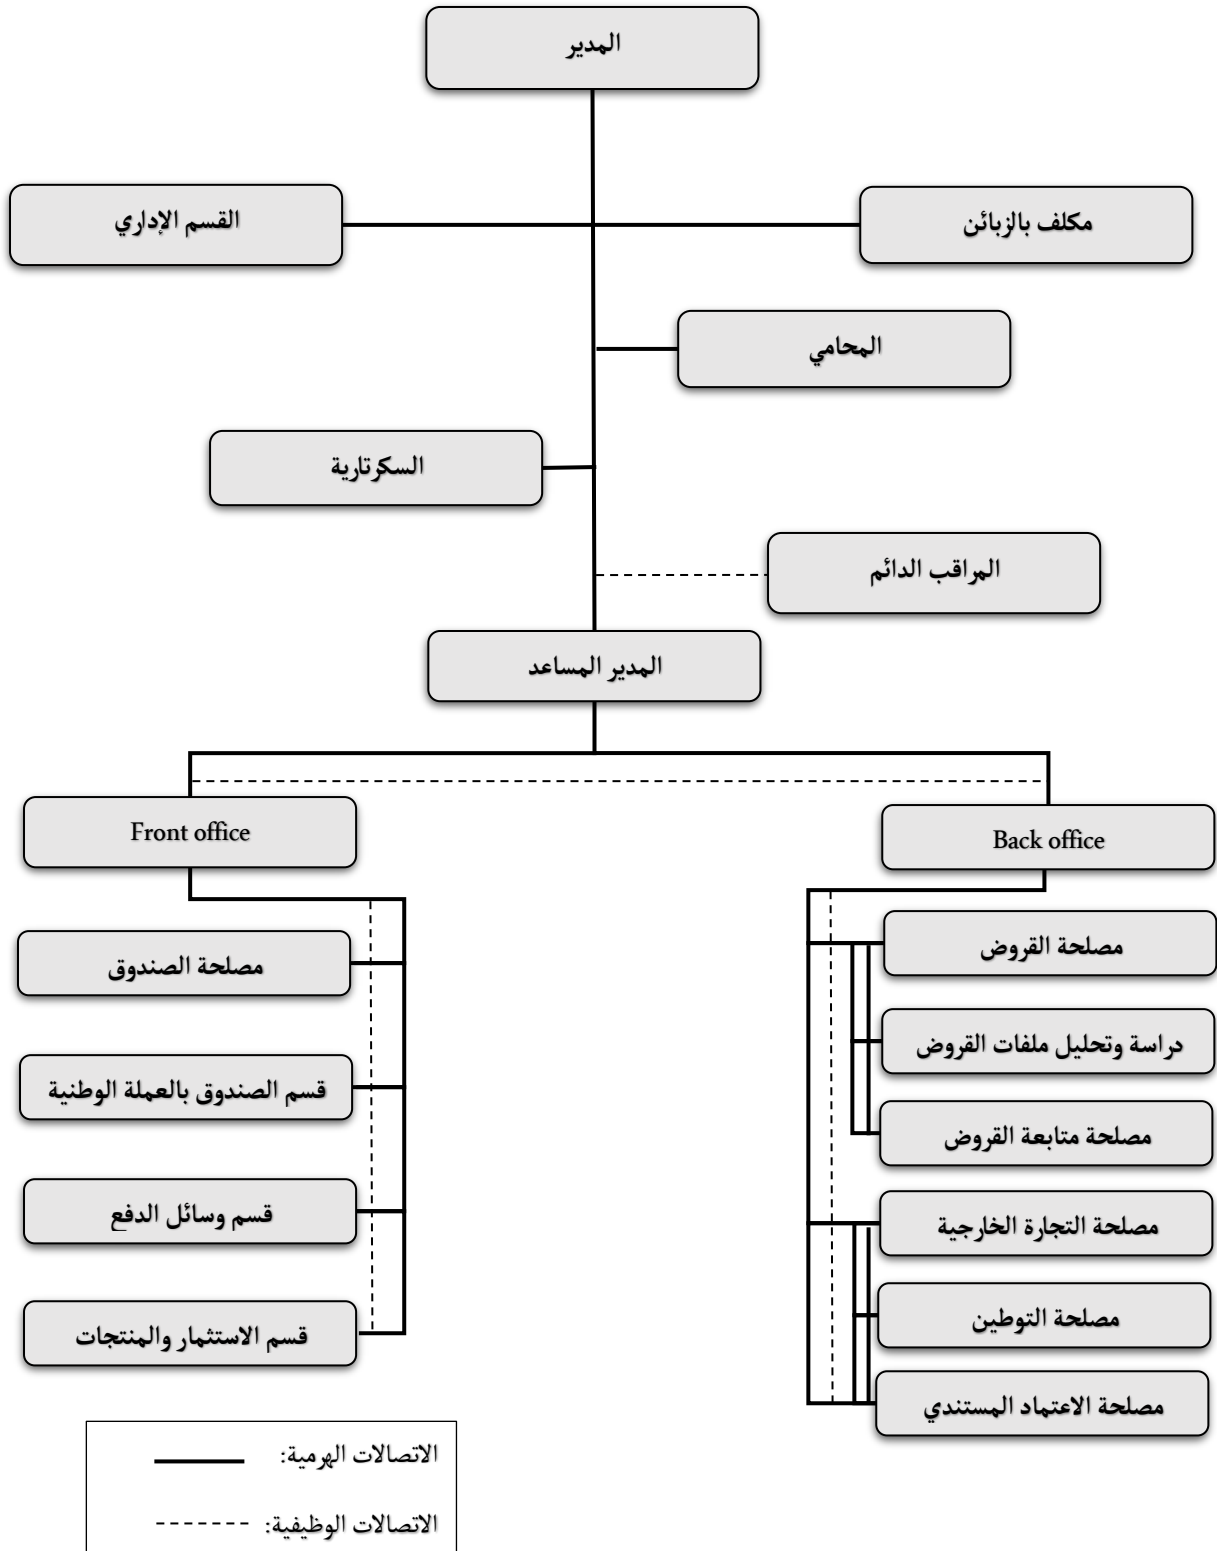 المدير
مكلف بالزبائن
القسم الإداري
المحامي
السكرتارية
المراقب الدائم
المدير المساعد
Back office
Front office
مصلحة القروض
دراسة وتحليل ملفات القروض
مصلحة متابعة القروض
مصلحة التجارة الخارجية
مصلحة التوطين
مصلحة الاعتماد المستندي
مصلحة الصندوق
قسم الصندوق بالعملة الوطنية
قسم وسائل الدفع
قسم الاستثمار والمنتجات
الاتصالات الهرمية:
الاتصالات الوظيفية: